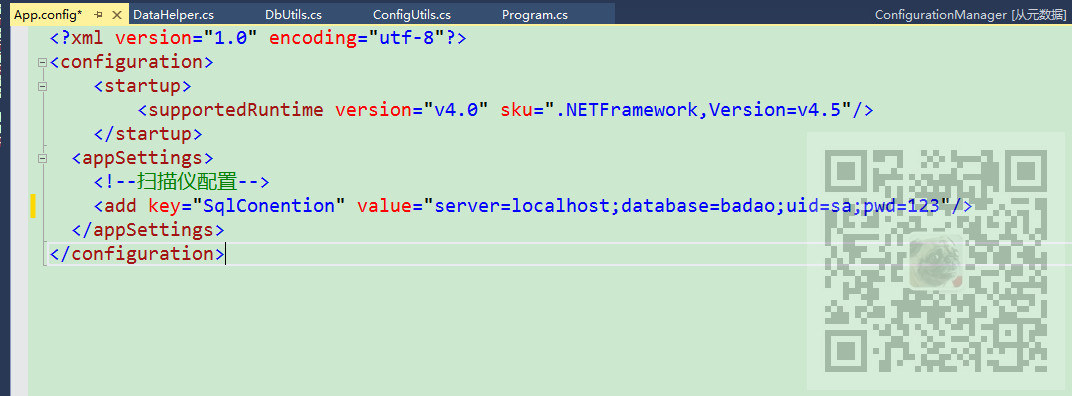 App.config*
DataHelper.cs
DbUtils.cs
ConfigUtils.cs
Program.cs
ConfigurationManager [从元数据]
<?xml version="1.0" encoding="utf-8"?>
<configuration>
<startup>
<supportedRuntime version="v4.0" sku=".NETFramework,Version=v4.5"/>
</startup>
<appSettings>
<!--扫描仪配置-->
<add key="SqlConention" value="server=localhost;database=badao;uid=sa;pwd=123"/>
</appSettings>
</configuration>